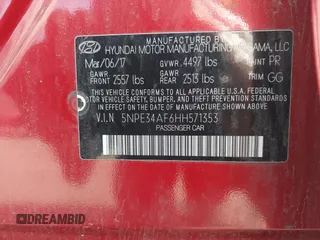 MANUFACTURED BY
HYUNDAI MOTOR MANUFACTURING ALABAMA, LLC
Mar/06/17 GVWR 4497 lbs PAINT PR
GAWR FRONT 2557 lbs GAWR REAR 2513 lbs TRIM GG
THIS VEHICLE CONFORMS TO ALL APPLICABLE
U.S. FEDERAL MOTOR VEHICLE SAFETY, BUMPER,
AND THEFT PREVENTION STANDARDS IN EFFECT
ON THE DATE OF MANUFACTURE SHOWN ABOVE.
V.I.N 5NPE34AF6HH571353
PASSENGER CAR
DREAMBID